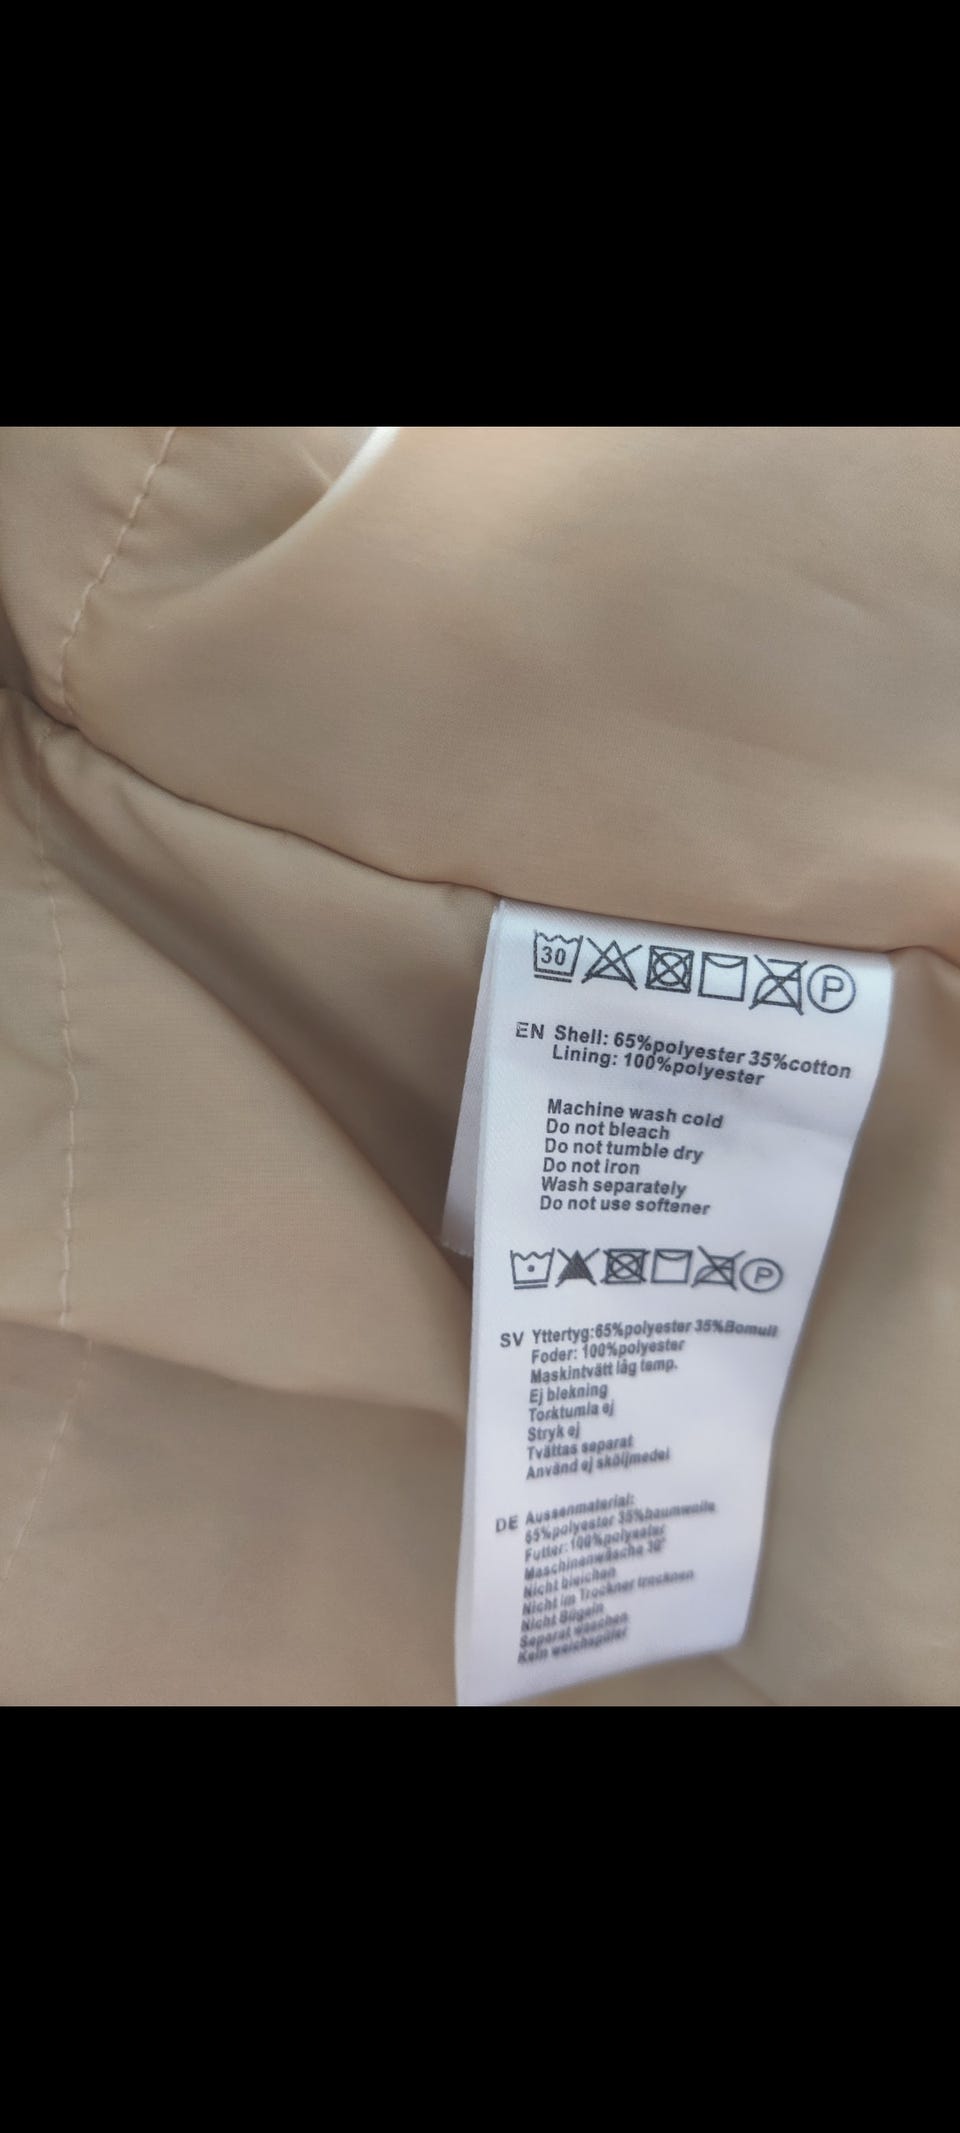 30
P
EN Shell: 65%polyester 35%cotton
Lining: 100%polyester
Machine wash cold
Do not bleach
Do not tumble dry
Do not iron
Wash separately
Do not use softener
P
SV Yttertyg:65%polyester 35%Bomull
Foder: 100%polyester
Maskintvätt låg temp.
Ej blekning
Torktumla ej
Stryk ej
Tvättas separat
Använd ej sköljmedel
DE Aussenmaterial:
65%polyester 35%baumwolle
Futter:100%polyester
Maschinenwäsche 30°
Nicht bleichen
Nicht im Trockner trocknen
Nicht Bügeln
Separat waschen
Kein weichspüler